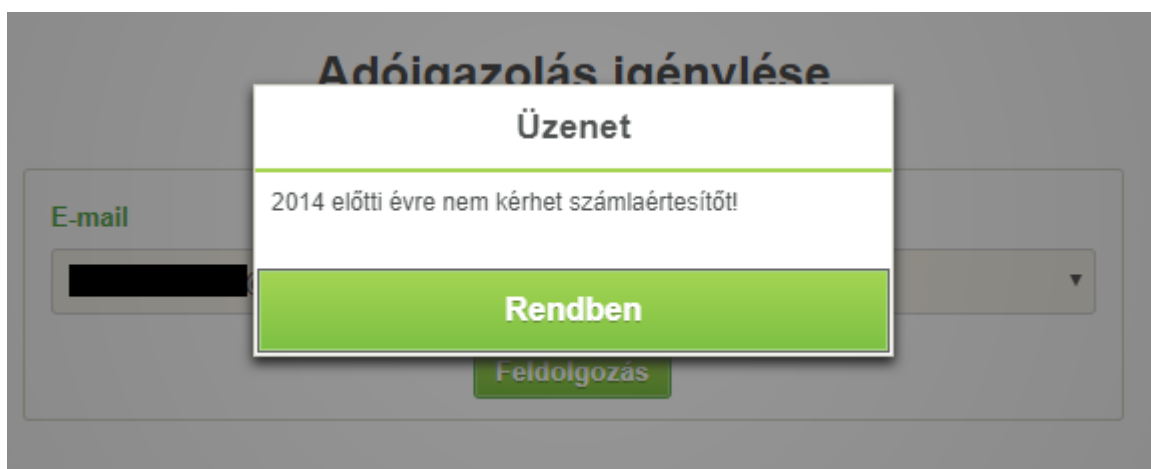 Adóigazolás igénylése
Üzenet
2014 előtti évre nem kérhet számlaértesítőt!
E-mail
Rendben
Feldolgozás